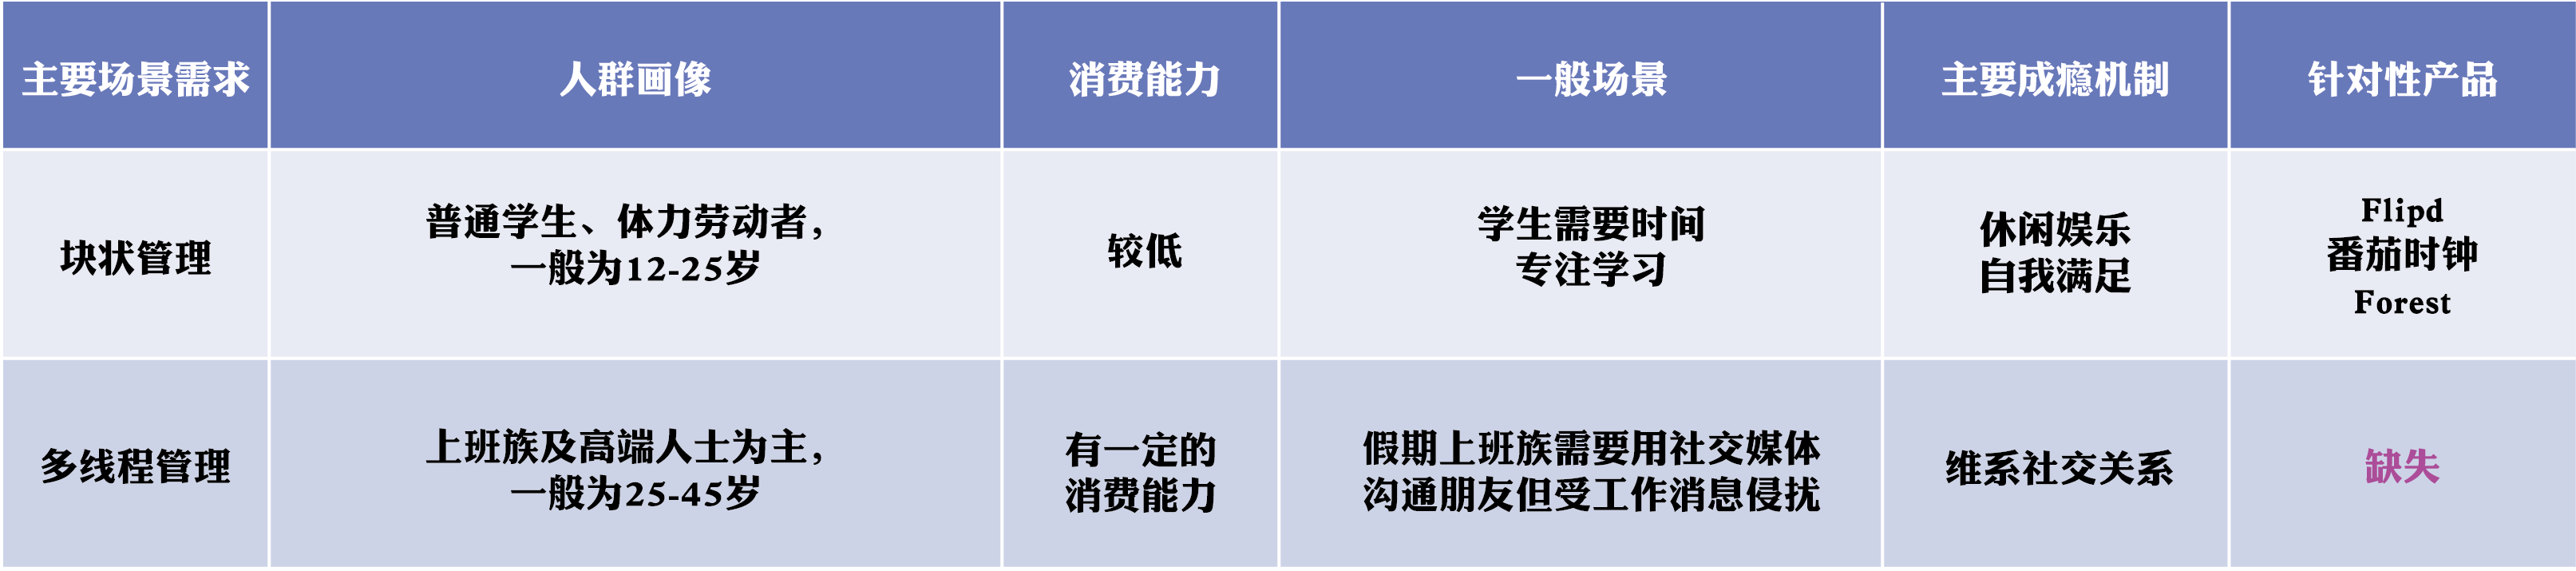 主要场景需求
人群画像
消费能力
一般场景
主要成瘾机制
针对性产品
块状管理
普通学生、体力劳动者，
一般为12-25岁
较低
学生需要时间
专注学习
休闲娱乐
自我满足
Flipd
番茄时钟
Forest
多线程管理
上班族及高端人士为主，
一般为25-45岁
有一定的
消费能力
假期上班族需要用社交媒体
沟通朋友但受工作消息侵扰
维系社交关系
缺失